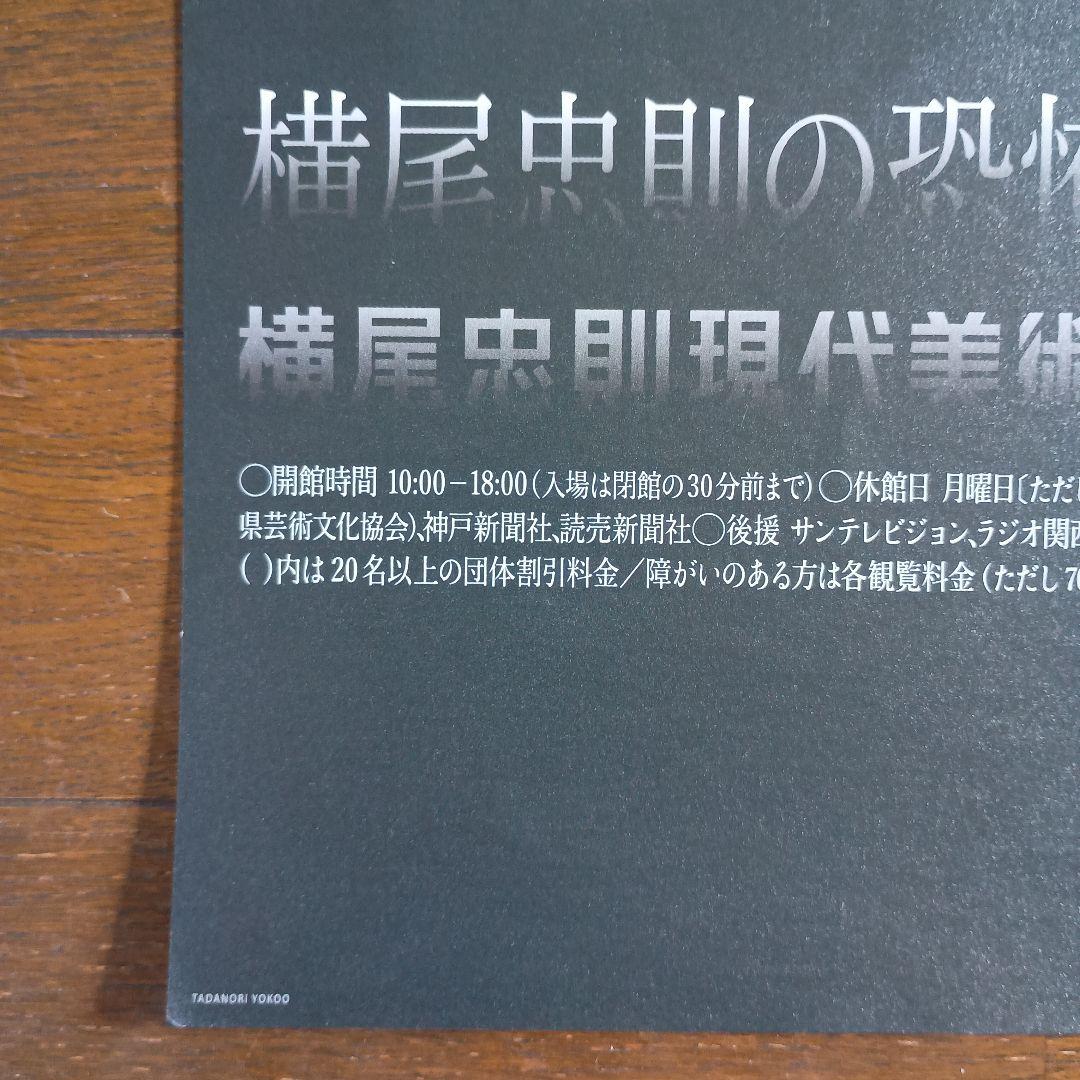 横尾忠則の恐怖
横尾忠則現代美術
○開館時間 10:00－18:00(入場は閉館の30分前まで)○休館日 月曜日〔ただし
県芸術文化協会)、神戸新聞社、読売新聞社○後援 サンテレビジョン、ラジオ関西
( )内は20名以上の団体割引料金／障がいのある方は各観覧料金(ただし70
TADANORI YOKOO